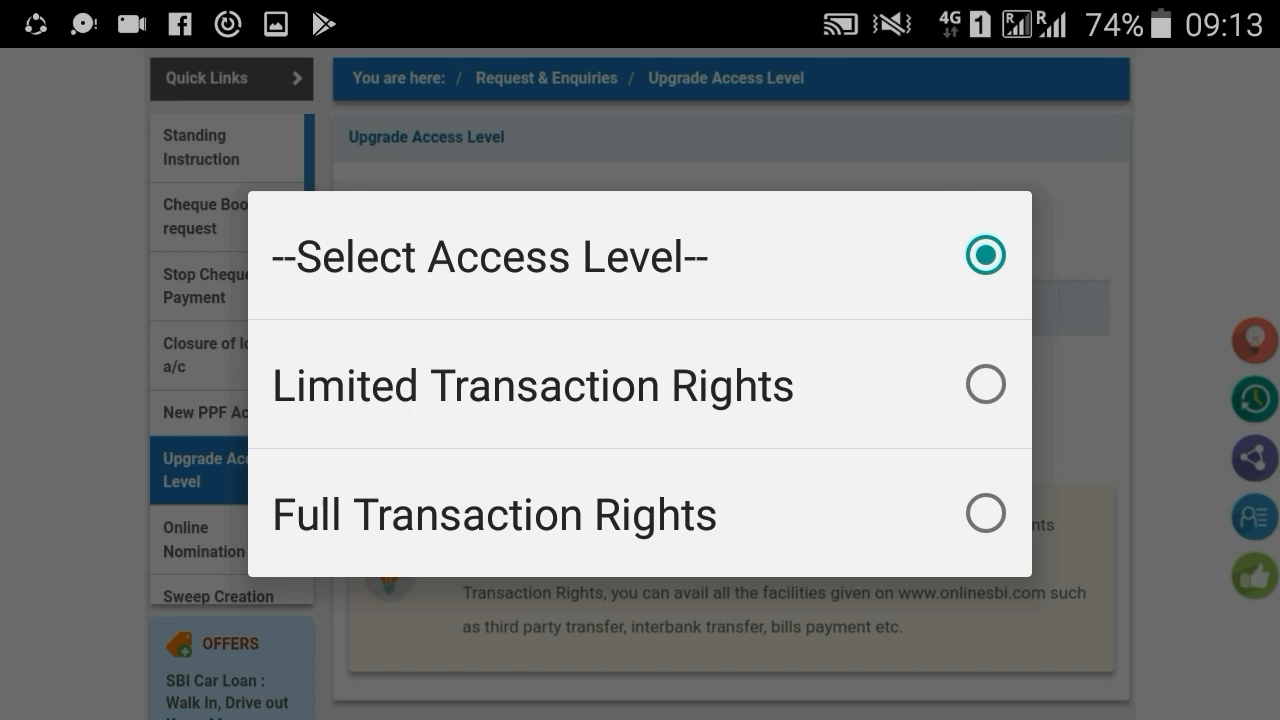 4G 1 R R 74% 09:13
Quick Links
You are here: / Request & Enquiries / Upgrade Access Level
Standing
Instruction
Cheque Boo
request
Stop Cheque
Payment
Closure of
a/c
New PPF Ac
Upgrade Acc
Level
Online
Nomination
Sweep Creation
OFFERS
SBI Car Loan :
Walk In, Drive out
Upgrade Access Level
--Select Access Level--
Limited Transaction Rights
Full Transaction Rights
nts
Transaction Rights, you can avail all the facilities given on www.onlinesbi.com such
as third party transfer, interbank transfer, bills payment etc.